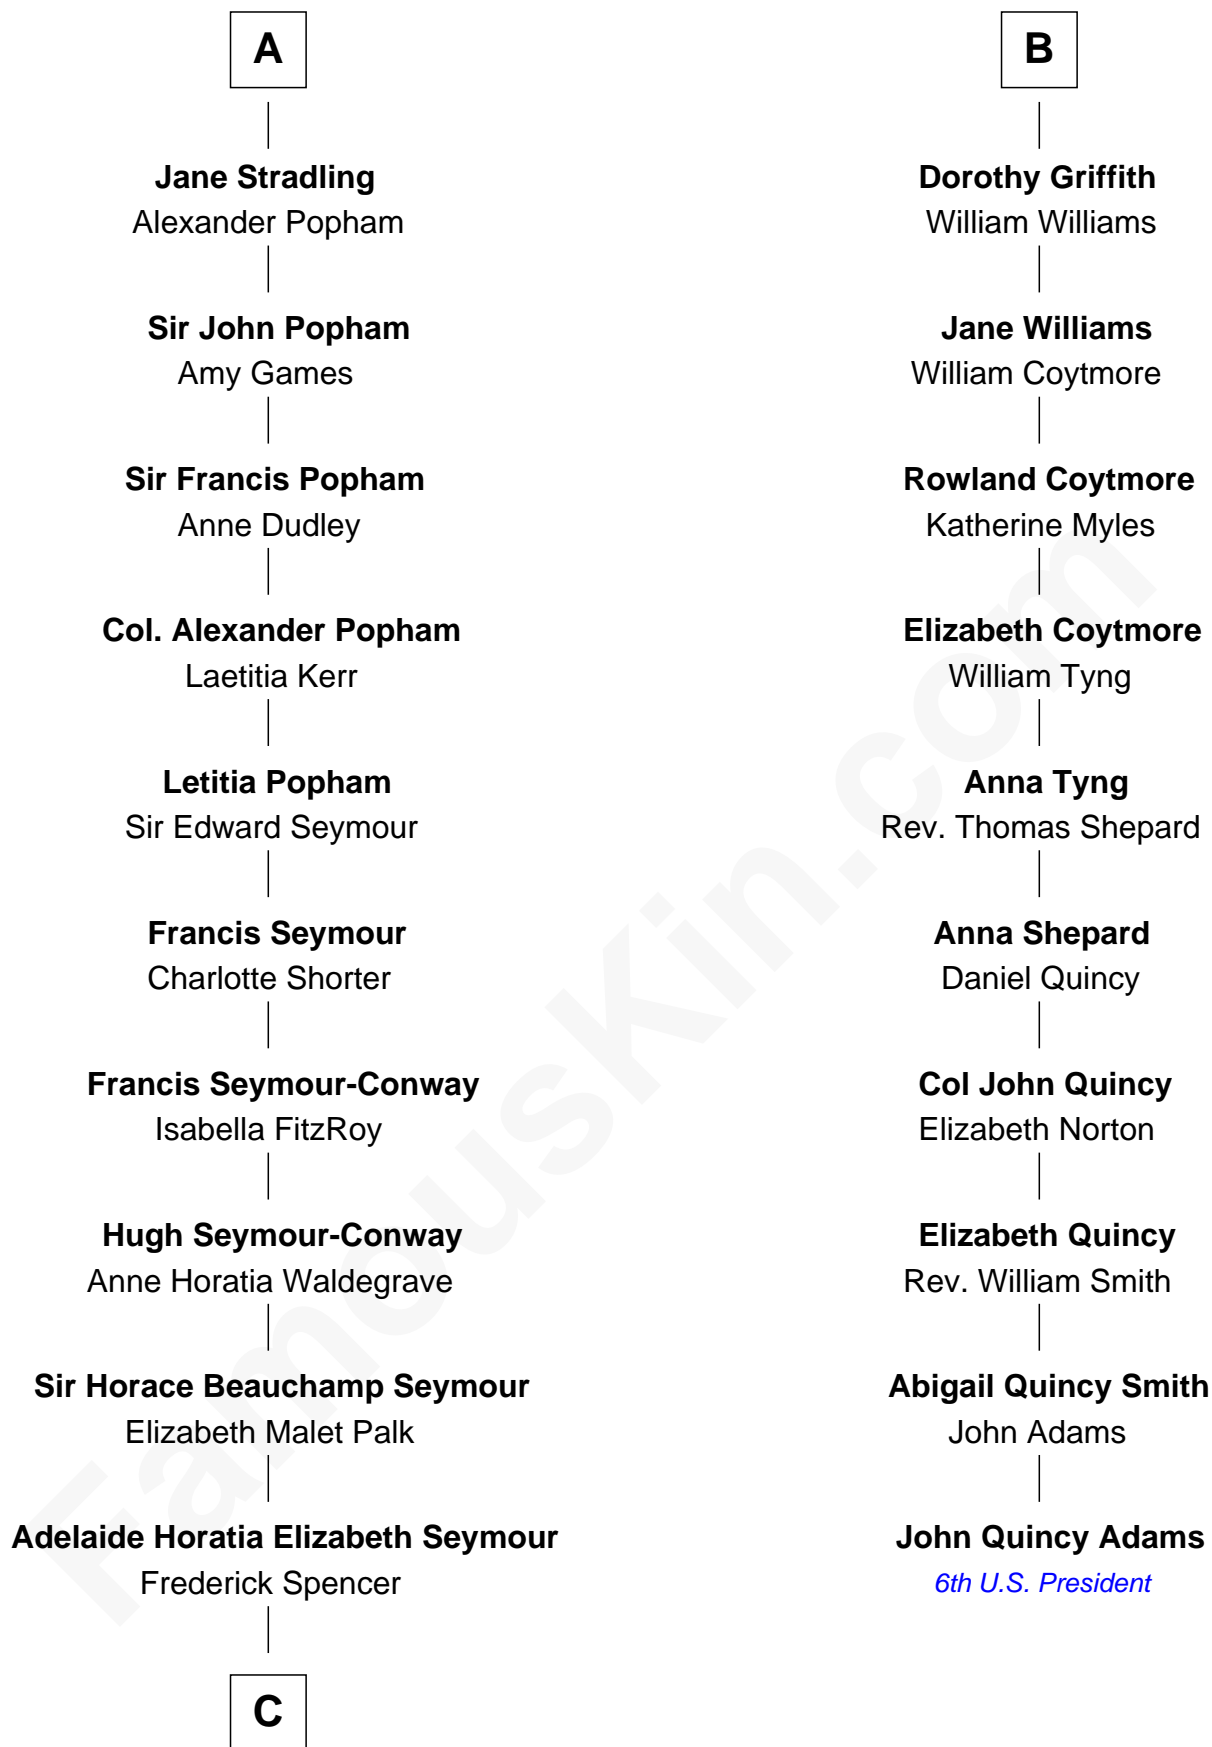 A
Jane Stradling
Alexander Popham
Sir John Popham
Amy Games
Sir Francis Popham
Anne Dudley
Col. Alexander Popham
Laetitia Kerr
Letitia Popham
Sir Edward Seymour
Francis Seymour
Charlotte Shorter
Francis Seymour-Conway
Isabella FitzRoy
Hugh Seymour-Conway
Anne Horatia Waldegrave
Sir Horace Beauchamp Seymour
Elizabeth Malet Palk
Adelaide Horatia Elizabeth Seymour
Frederick Spencer
C
B
Dorothy Griffith
William Williams
Jane Williams
William Coytmore
Rowland Coytmore
Katherine Myles
Elizabeth Coytmore
William Tyng
Anna Tyng
Rev. Thomas Shepard
Anna Shepard
Daniel Quincy
Col John Quincy
Elizabeth Norton
Elizabeth Quincy
Rev. William Smith
Abigail Quincy Smith
John Adams
John Quincy Adams
6th U.S. President
FamousKin.com